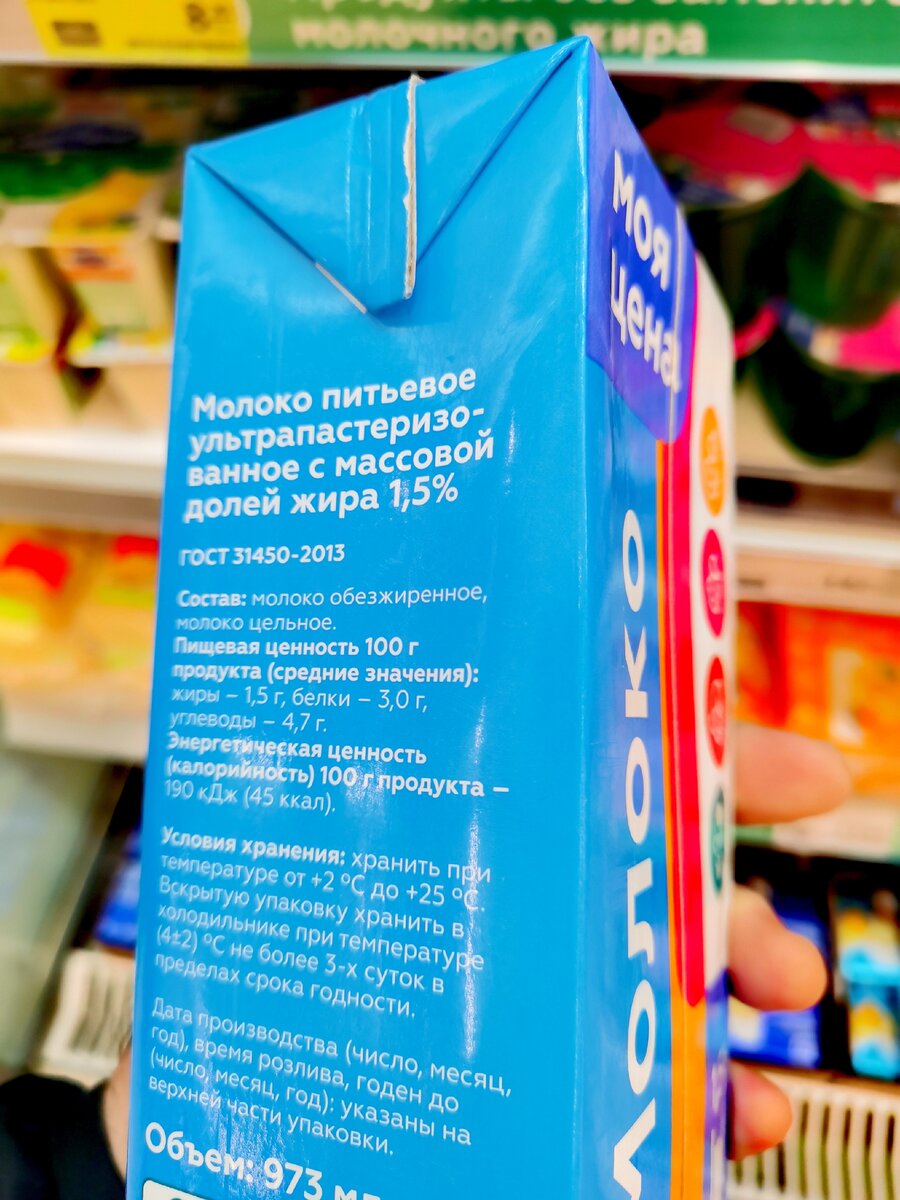 молочного жира
Моя
цена
Молоко питьевое
ультрапастеризо-
ванное с массовой
долей жира 1,5%
ГОСТ 31450-2013
Состав: молоко обезжиренное,
молоко цельное.
Пищевая ценность 100 г
продукта (средние значения):
жиры – 1,5 г, белки – 3,0 г,
углеводы – 4,7 г.
Энергетическая ценность
(калорийность) 100 г продукта –
190 кДж (45 ккал).
Условия хранения: хранить при
температуре от +2 °С до +25 °С.
Вскрытую упаковку хранить в
холодильнике при температуре
(4±2) °С не более 3-х суток в
пределах срока годности.
Дата производства (число, месяц,
год), время розлива, годен до
(число, месяц, год): указаны на
верхней части упаковки.
Объем: 973 мл
МОЛОКО